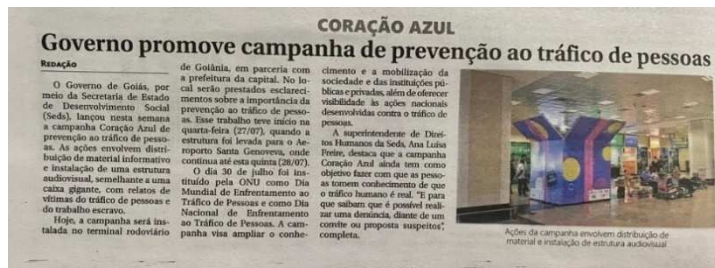 CORAÇÃO AZUL
Governo promove campanha de prevenção ao tráfico de pessoas
REDAÇÃO
O Governo de Goiás, por
meio da Secretaria de Estado
de Desenvolvimento Social
(Seds), lançou nesta semana
a campanha Coração Azul de
prevenção ao tráfico de pesso-
as. As ações envolvem distri-
buição de material informativo
e instalação de uma estrutura
audiovisual, semelhante a uma
caixa gigante, com relatos de
vítimas do tráfico de pessoas e
do trabalho escravo.
Hoje, a campanha será ins-
talada no terminal rodoviário
de Goiânia, em parceria com
a prefeitura da capital. No lo-
cal serão prestados esclareci-
mentos sobre a importância da
prevenção ao tráfico de pesso-
as. Esse trabalho teve início na
quarta-feira (27/07), quando a
estrutura foi levada para o Ae-
roporto Santa Genoveva, onde
continua até esta quinta (28/07).
O dia 30 de julho foi ins-
tituído pela ONU como Dia
Mundial de Enfrentamento ao
Tráfico de Pessoas e como Dia
Nacional de Enfrentamento
ao Tráfico de Pessoas. A cam-
panha visa ampliar o conhe-
cimento e a mobilização da
sociedade e das instituições pú-
blicas e privadas, além de oferecer
visibilidade às ações nacionais
desenvolvidas contra o tráfico de
pessoas.
A superintendente de Direi-
tos Humanos da Seds, Ana Luísa
Freire, destaca que a campanha
Coração Azul ainda tem como
objetivo fazer com que as pesso-
as tomem conhecimento de que
o tráfico humano é real. "E para
que saibam que é possível reali-
zar uma denúncia, diante de um
convite ou proposta suspeitos",
completa.
Ações da campanha envolvem distribuição de
material e instalação de estrutura audiovisual